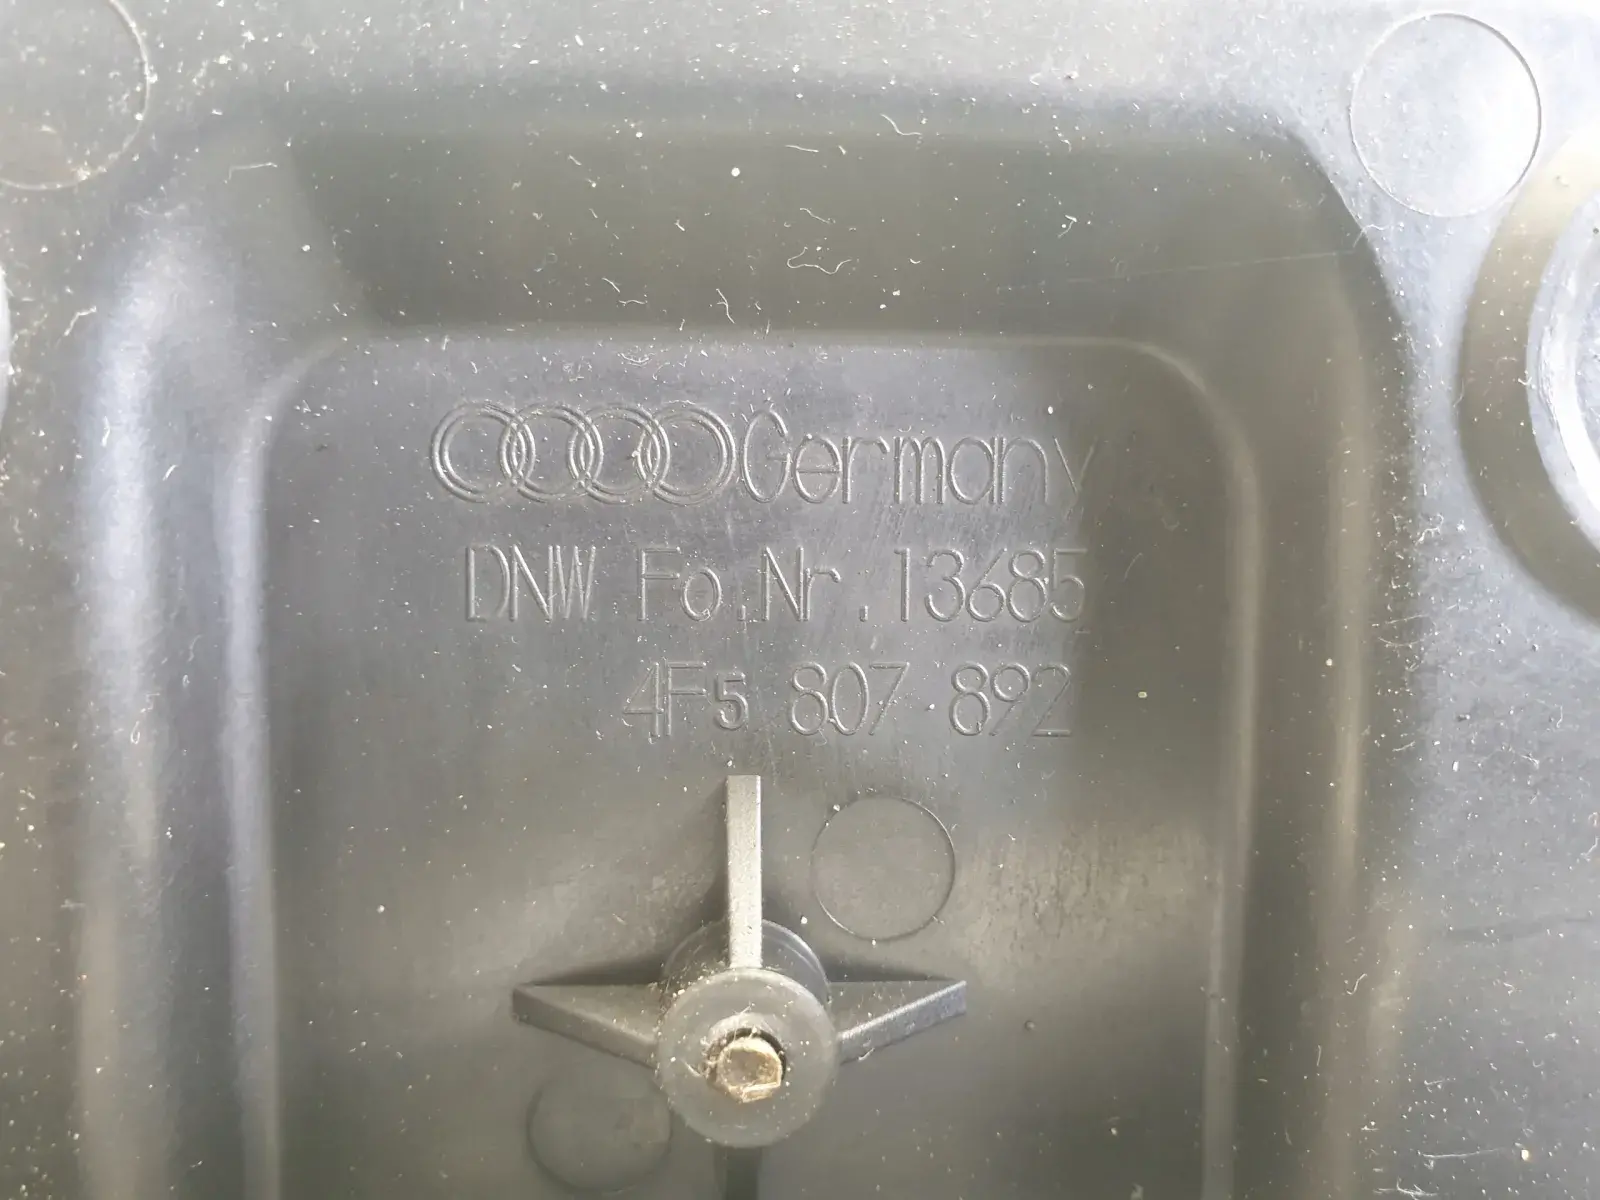 Germany
DNW Fo.Nr.13685
4F5 807 892